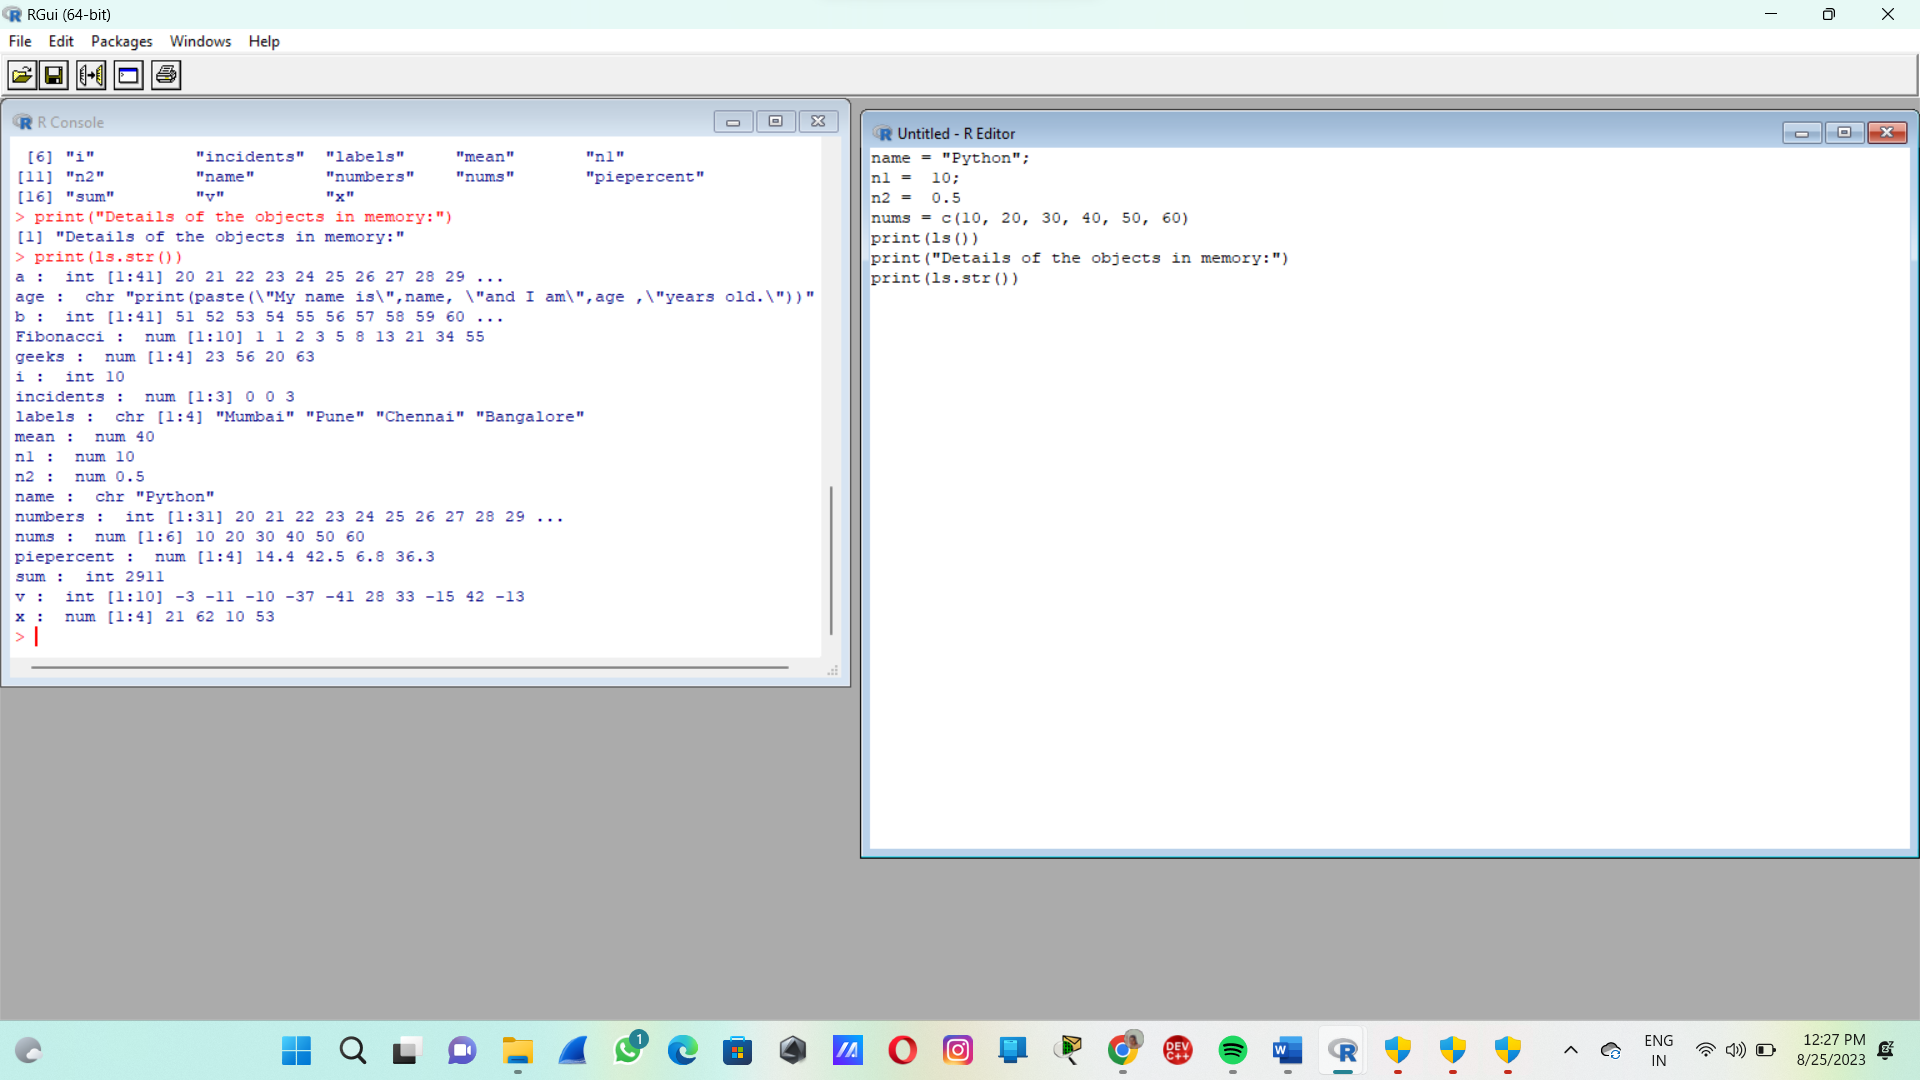 RGui (64-bit)
File Edit Packages Windows Help
R Console
[6] "i" "incidents" "labels" "mean" "n1"
[11] "n2" "name" "numbers" "nums" "piepercent"
[16] "sum" "v" "x"
> print("Details of the objects in memory:")
[1] "Details of the objects in memory:"
> print(ls.str())
a : int [1:41] 20 21 22 23 24 25 26 27 28 29 ...
age : chr "print(paste(\"My name is\",name, \"and I am\",age ,\"years old.\"))"
b : int [1:41] 51 52 53 54 55 56 57 58 59 60 ...
Fibonacci : num [1:10] 1 1 2 3 5 8 13 21 34 55
geeks : num [1:4] 23 56 20 63
i : int 10
incidents : num [1:3] 0 0 3
labels : chr [1:4] "Mumbai" "Pune" "Chennai" "Bangalore"
mean : num 40
n1 : num 10
n2 : num 0.5
name : chr "Python"
numbers : int [1:31] 20 21 22 23 24 25 26 27 28 29 ...
nums : num [1:6] 10 20 30 40 50 60
piepercent : num [1:4] 14.4 42.5 6.8 36.3
sum : int 2911
v : int [1:10] -3 -11 -10 -37 -41 28 33 -15 42 -13
x : num [1:4] 21 62 10 53
>
Untitled - R Editor
name = "Python";
n1 = 10;
n2 = 0.5
nums = c(10, 20, 30, 40, 50, 60)
print(ls())
print("Details of the objects in memory:")
print(ls.str())
1
DEV
C++
W
R
ENG
IN
12:27 PM
8/25/2023